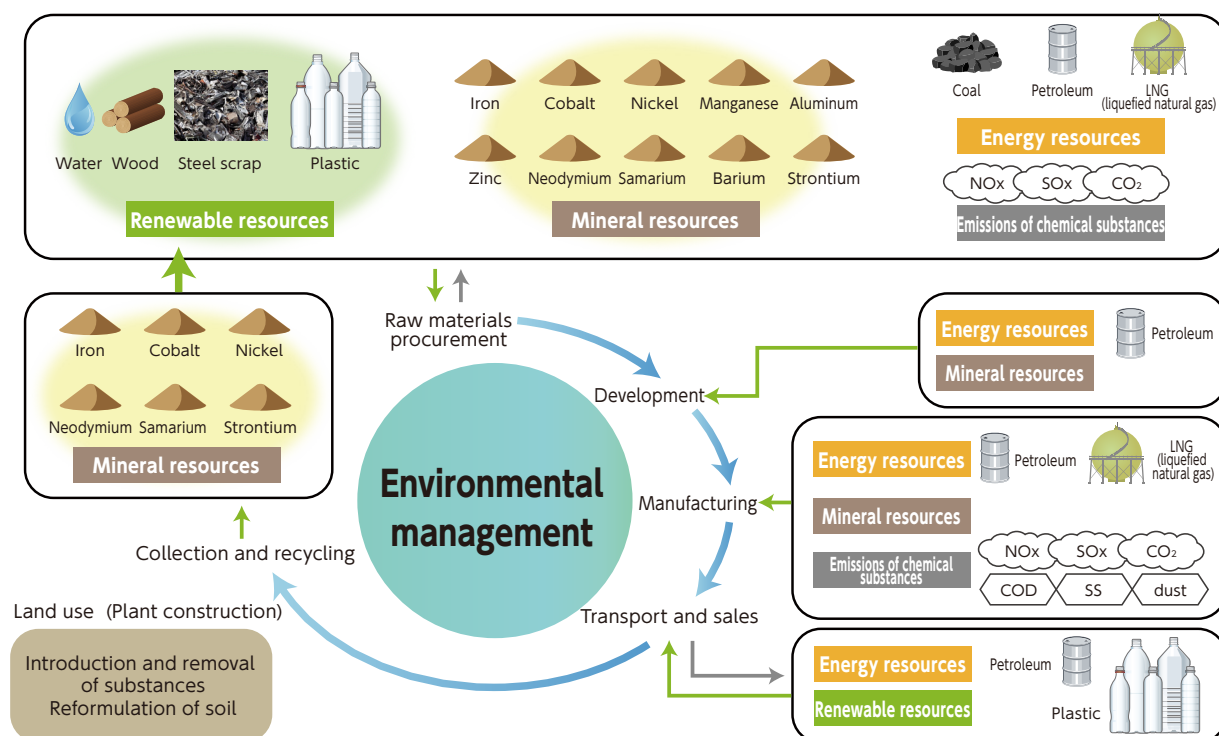 Water
Wood
Steel scrap
Plastic
Renewable resources
Iron
Cobalt
Nickel
Manganese
Aluminum
Zinc
Neodymium
Samarium
Barium
Strontium
Mineral resources
Coal
Petroleum
LNG
(liquefied natural gas)
Energy resources
NOx
SOx
CO₂
Emissions of chemical substances
Iron
Cobalt
Nickel
Neodymium
Samarium
Strontium
Mineral resources
Raw materials
procurement
Development
Manufacturing
Transport and sales
Collection and recycling
Environmental
management
Energy resources
Petroleum
Mineral resources
Energy resources
Petroleum
LNG
(liquefied
natural gas)
Mineral resources
Emissions of chemical
substances
NOx
SOx
CO₂
COD
SS
dust
Energy resources
Petroleum
Renewable resources
Plastic
Land use (Plant construction)
Introduction and removal
of substances
Reformulation of soil